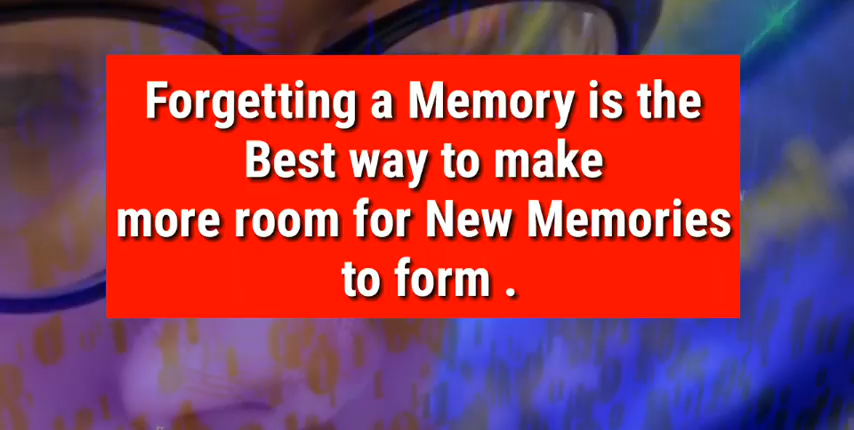 Forgetting a Memory is the
Best way to make
more room for New Memories
to form .